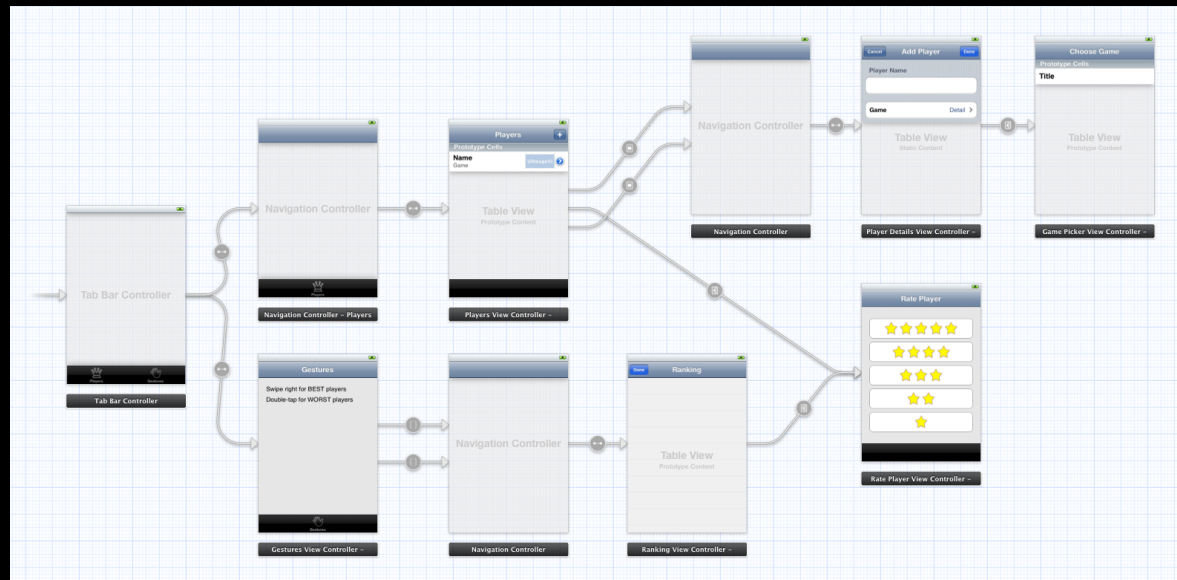 Tab Bar Controller
Players
Gestures
Tab Bar Controller
Navigation Controller
Players
Navigation Controller – Players
Players
+
Prototype Cells
Name
Game
Table View
Prototype Content
Players View Controller –
Gestures
Swipe right for BEST players
Double-tap for WORST players
Gestures
Gestures View Controller –
Navigation Controller
Navigation Controller
Done
Ranking
Table View
Prototype Content
Ranking View Controller –
Navigation Controller
Navigation Controller
Cancel
Add Player
Done
Player Name
Game
Detail
Table View
Static Content
Player Details View Controller –
Choose Game
Prototype Cells
Title
Table View
Prototype Content
Game Picker View Controller –
Rate Player
Rate Player View Controller –